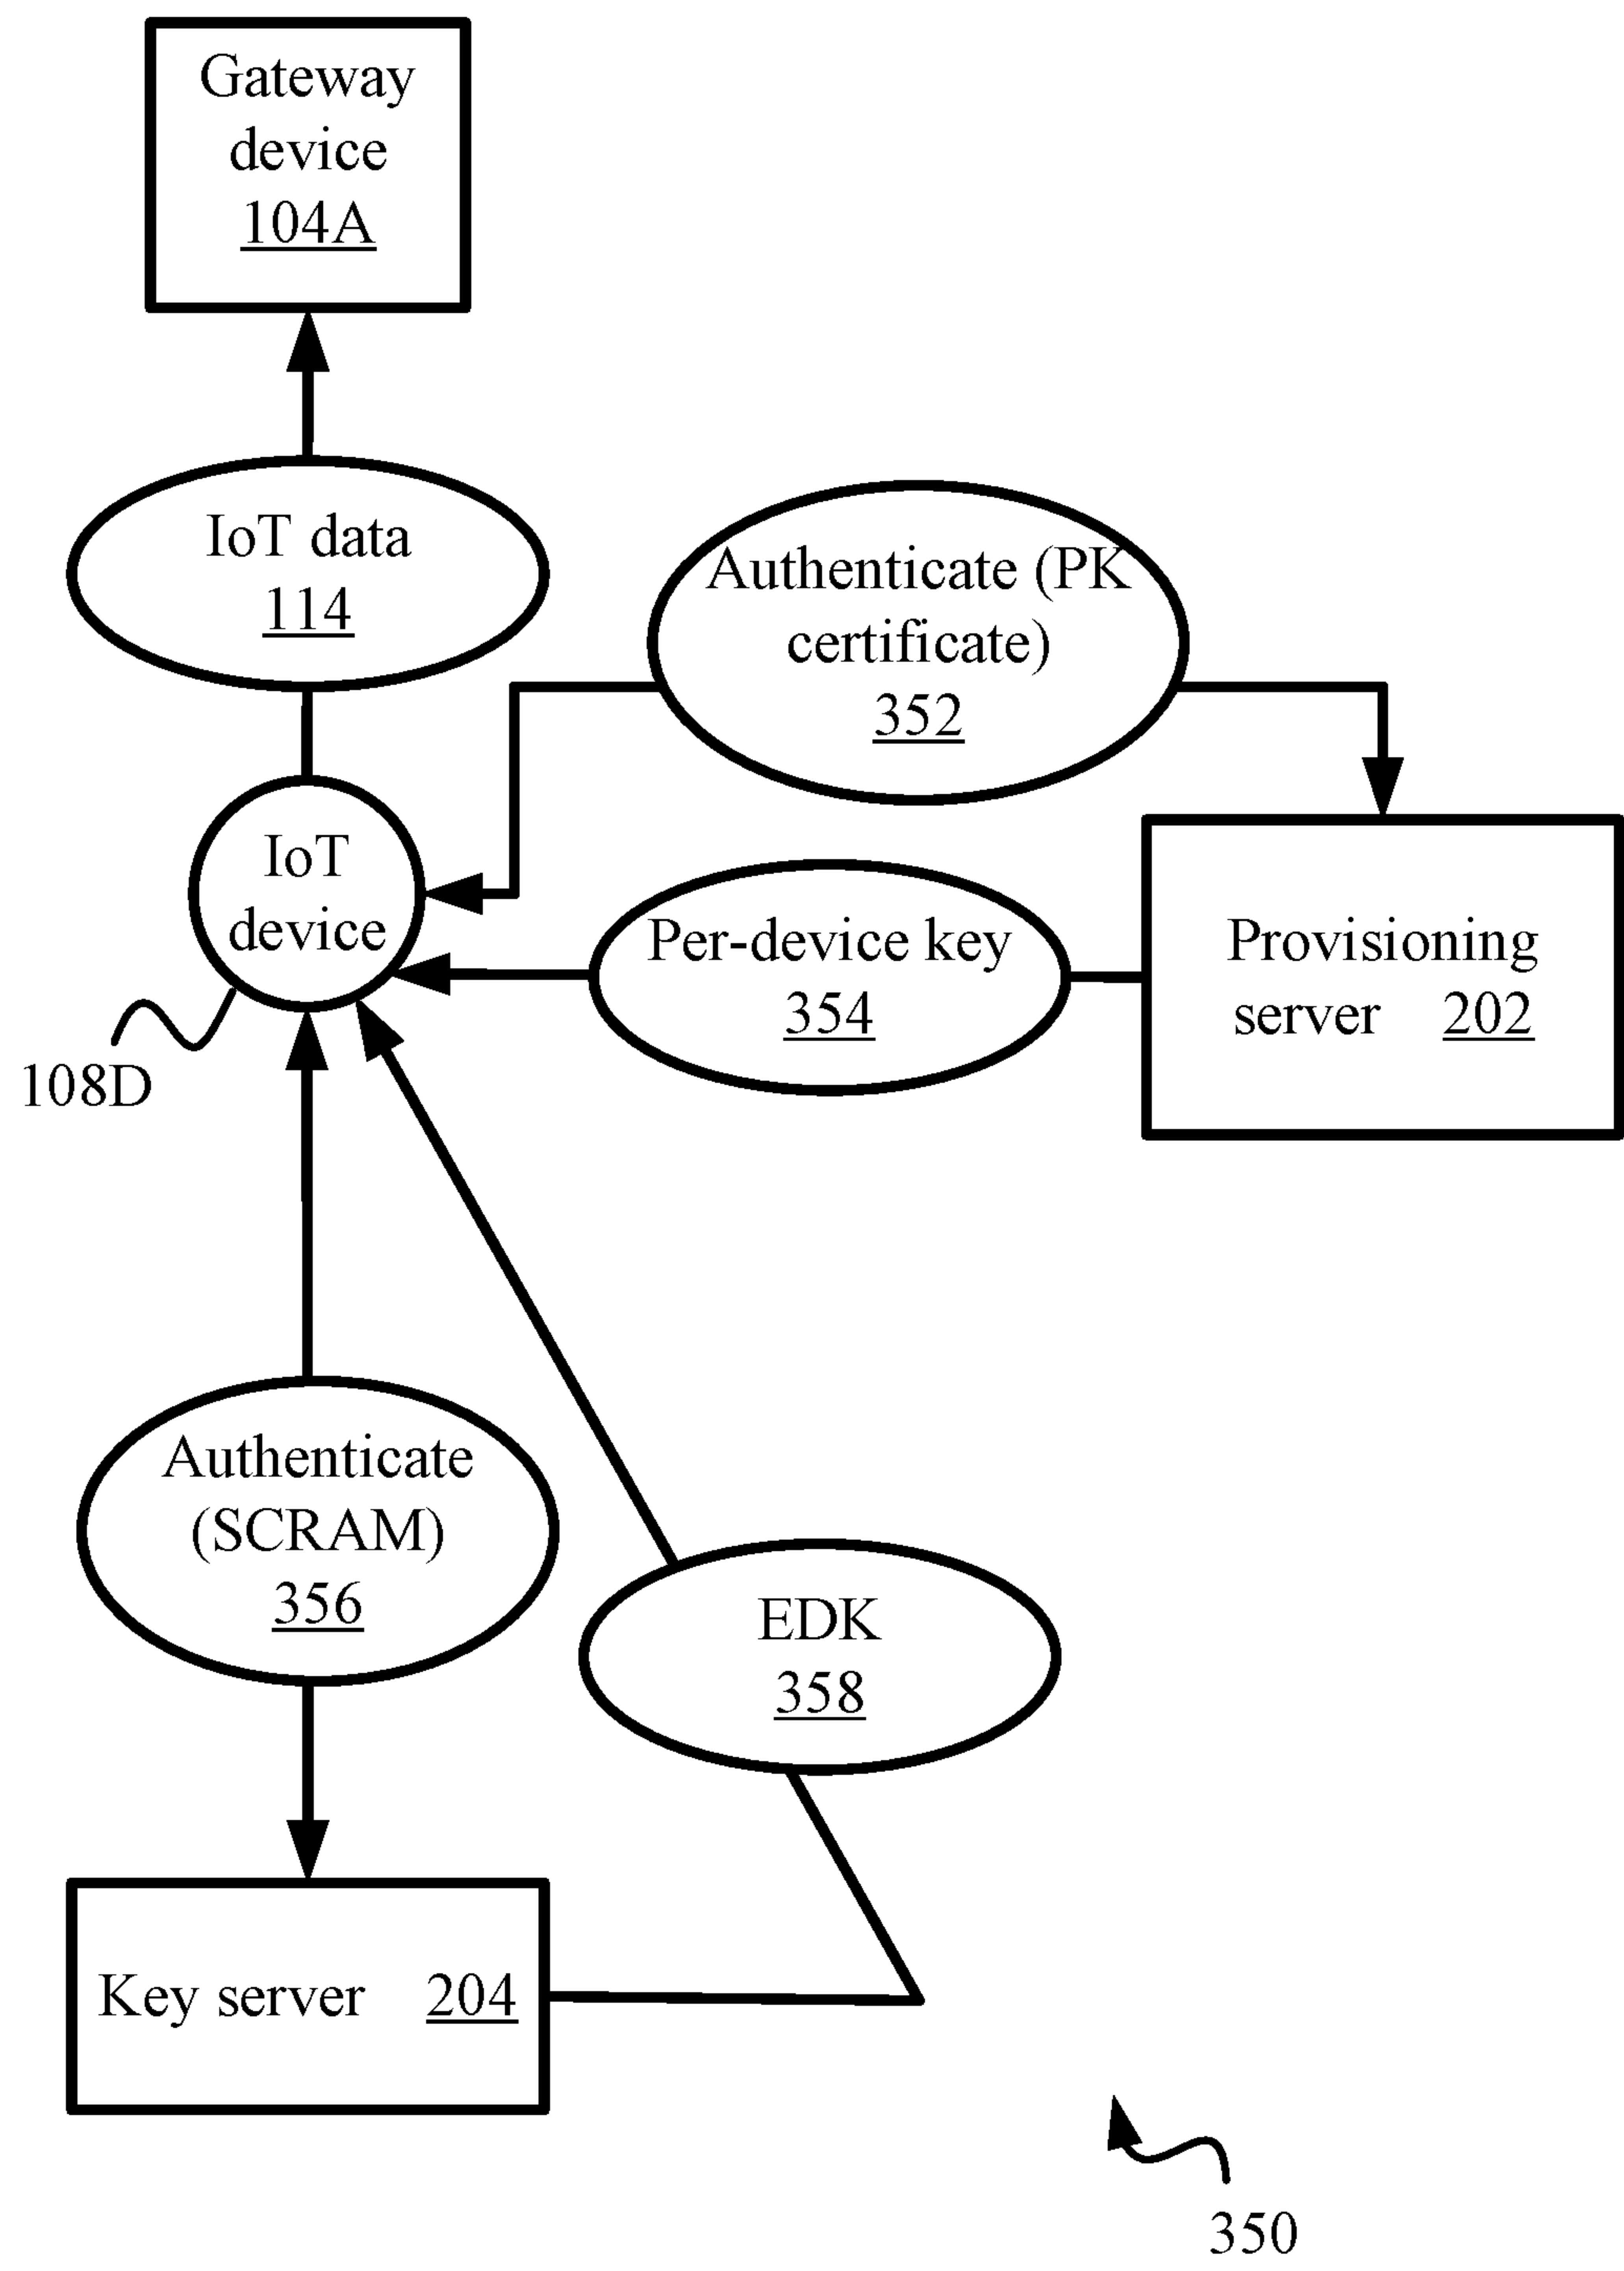 Gateway
device
104A
IoT data
114
Authenticate (PK
certificate)
352
IoT
device
Per-device key
354
Provisioning
server 202
108D
Authenticate
(SCRAM)
356
EDK
358
Key server 204
350